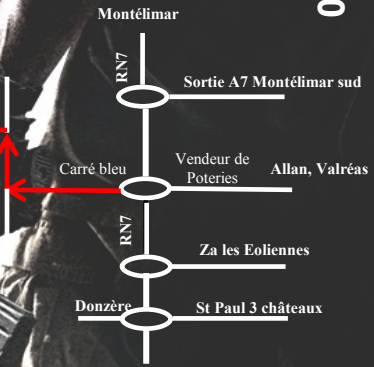 Montélimar
RN7
Sortie A7 Montélimar sud
Carré bleu
Vendeur de
Poteries
Allan, Valréas
RN7
Za les Eoliennes
Donzère
St Paul 3 châteaux